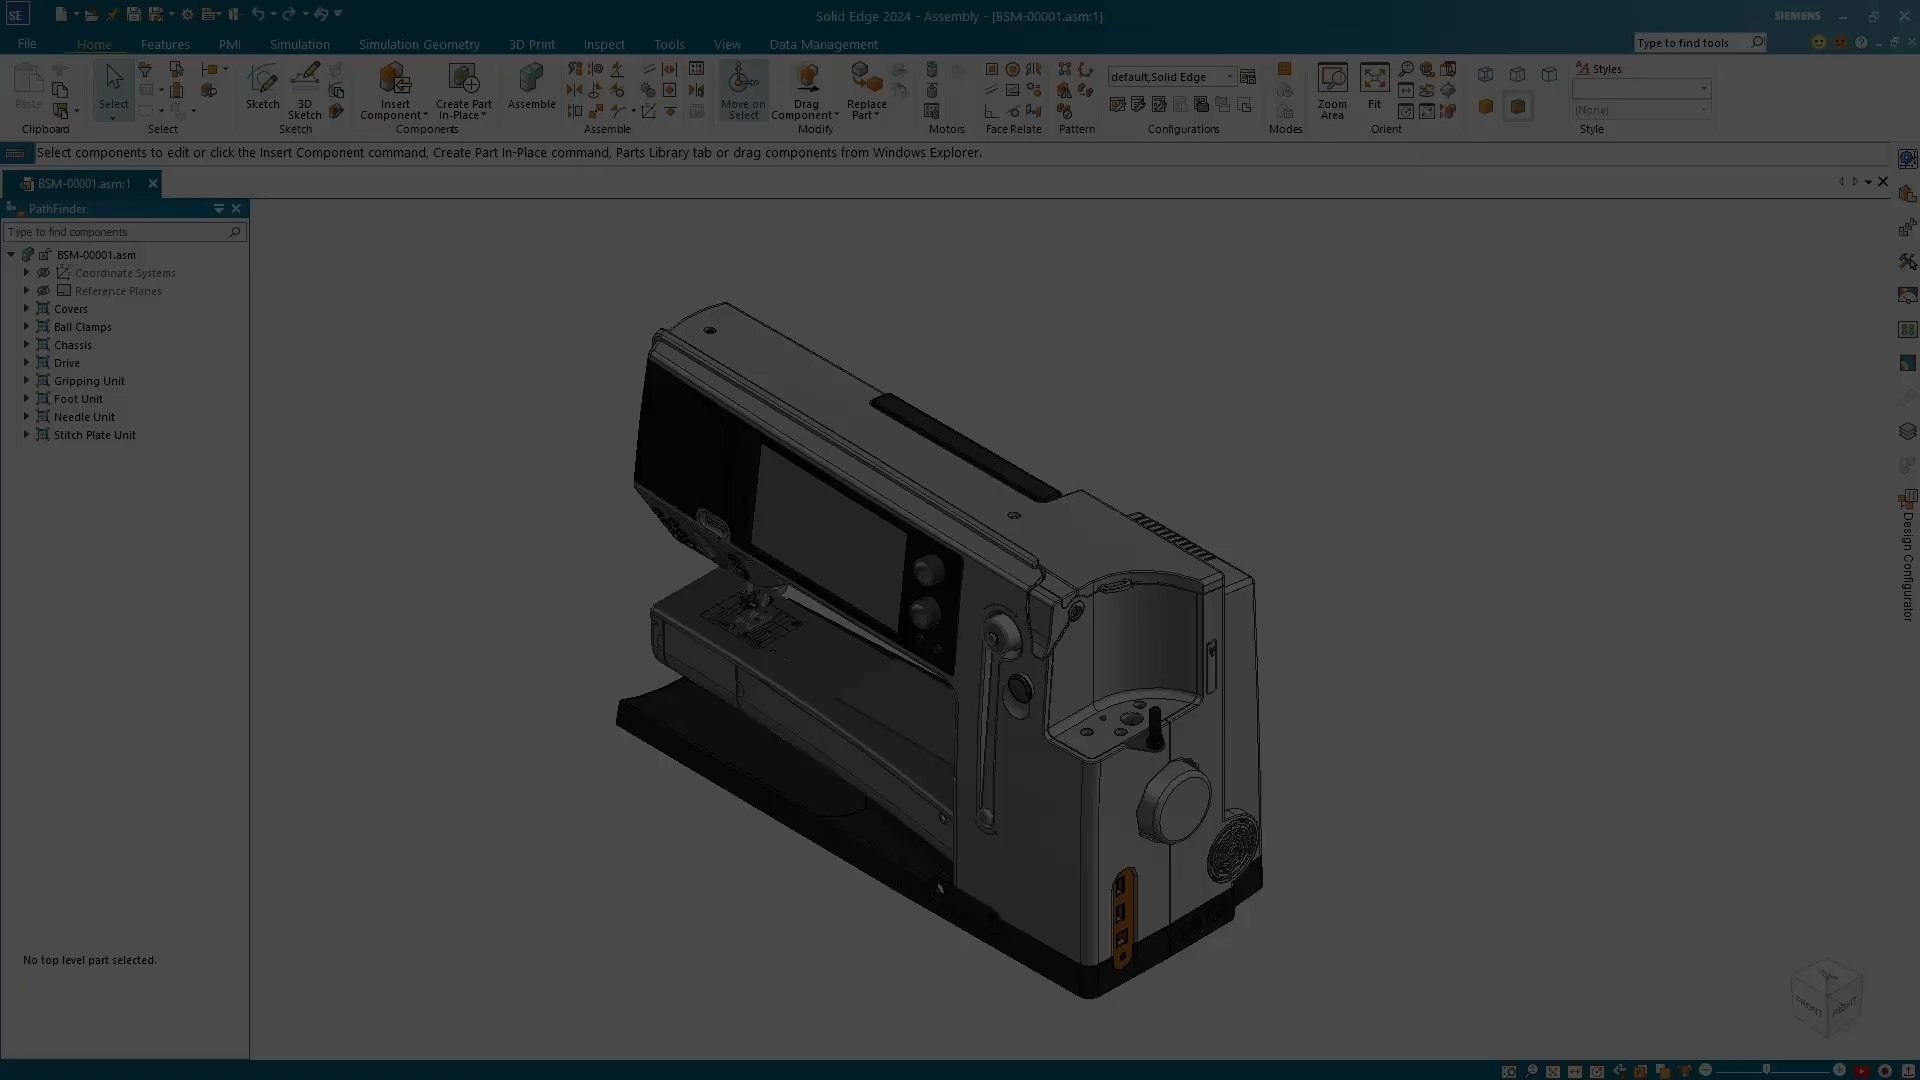 SE
Solid Edge 2024 - Assembly - [BSM-00001.asm:1]
SIEMENS
File
Home
Features
PMI
Simulation
Simulation Geometry
3D Print
Inspect
Tools
View
Data Management
Type to find tools
Paste
Clipboard
Select
Select
Sketch
3D
Sketch
Sketch
Insert
Component
Create Part
In-Place
Components
Assemble
Assemble
Move on
Select
Drag
Component
Replace
Part
Modify
Motors
Face Relate
Pattern
default,Solid Edge
Configurations
Modes
Zoom
Area
Fit
Orient
Styles
(None)
Style
Select components to edit or click the Insert Component command, Create Part In-Place command, Parts Library tab or drag components from Windows Explorer.
BSM-00001.asm:1
PathFinder
Type to find components
BSM-00001.asm
Coordinate Systems
Reference Planes
Covers
Ball Clamps
Chassis
Drive
Gripping Unit
Foot Unit
Needle Unit
Stitch Plate Unit
Design Configurator
No top level part selected.
TOP
FRONT
RIGHT